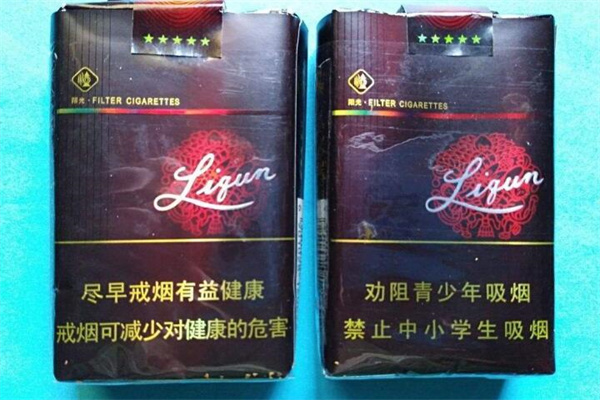 ★★★★★
阳光·FILTER CIGARETTES
Liqun
尽早戒烟有益健康
戒烟可减少对健康的危害
★★★★★
阳光·FILTER CIGARETTES
Liqun
劝阻青少年吸烟
禁止中小学生吸烟